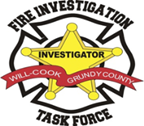 FIRE INVESTIGATION
INVESTIGATOR
WILL-COOK GRUNDY COUNTY
TASK FORCE